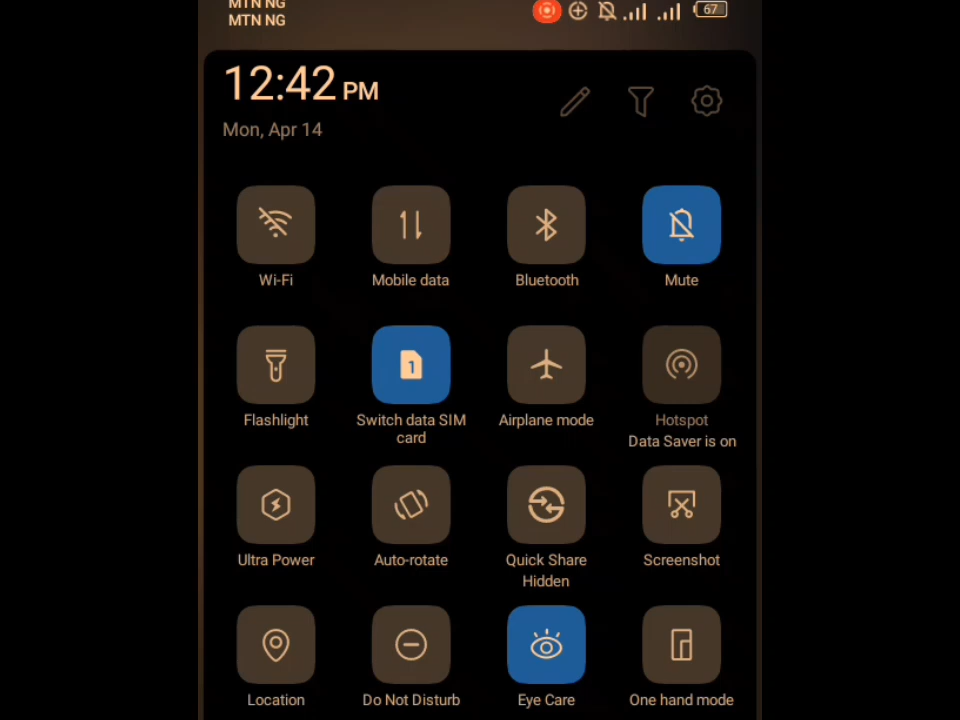 MTN NG
MTN NG
67
12:42 PM
Mon, Apr 14
Wi-Fi
Mobile data
Bluetooth
Mute
1
Flashlight
Switch data SIM
card
Airplane mode
Hotspot
Data Saver is on
Ultra Power
Auto-rotate
Quick Share
Hidden
Screenshot
Location
Do Not Disturb
Eye Care
One hand mode